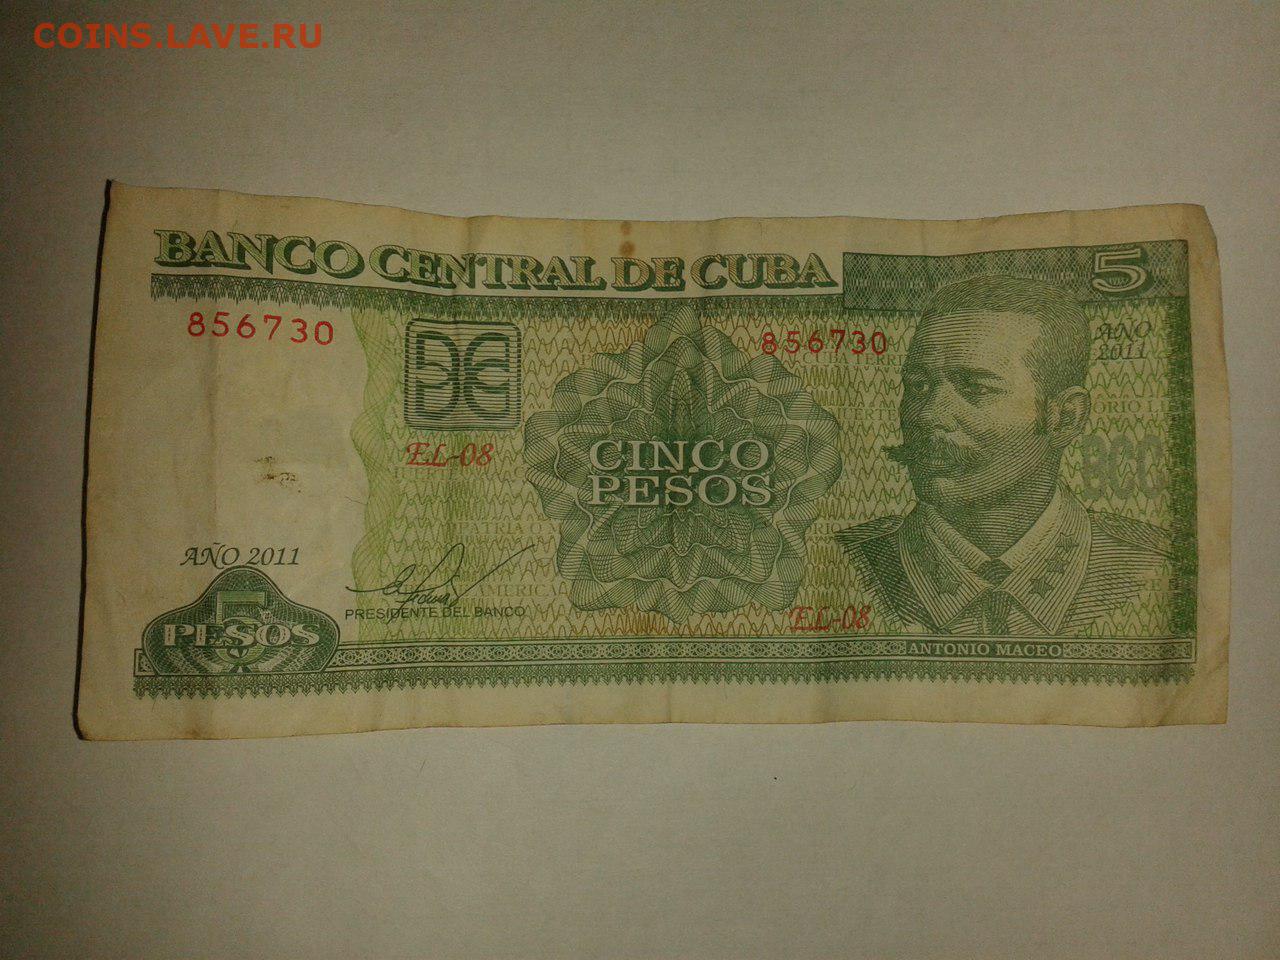 COINS.LAVE.RU
BANCO CENTRAL DE CUBA
5
856730
856730
AÑO
2011
EL-08
CINCO
PESOS
BCC
AÑO 2011
PRESIDENTE DEL BANCO
5
PESOS
EL-08
ANTONIO MACEO